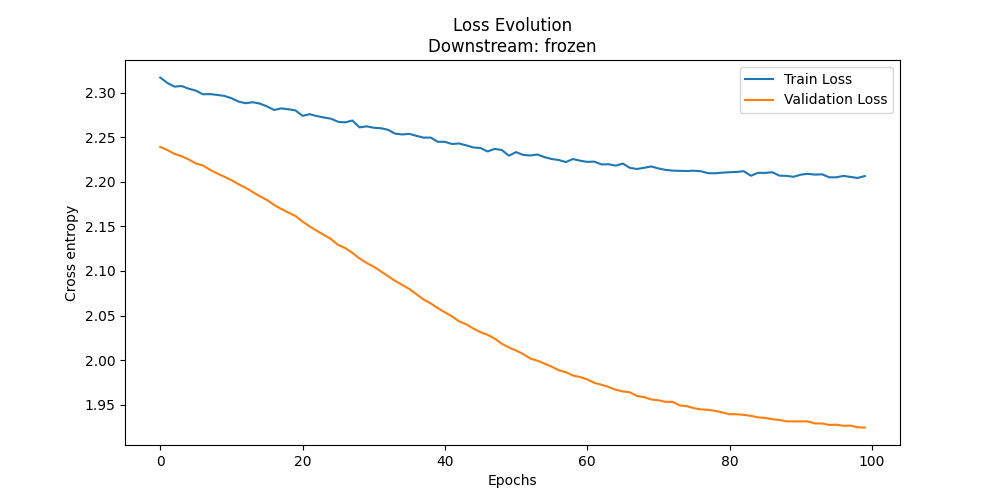 Loss Evolution
Downstream: frozen
Train Loss
Validation Loss
Cross entropy
2.30
2.25
2.20
2.15
2.10
2.05
2.00
1.95
0 20 40 60 80 100
Epochs